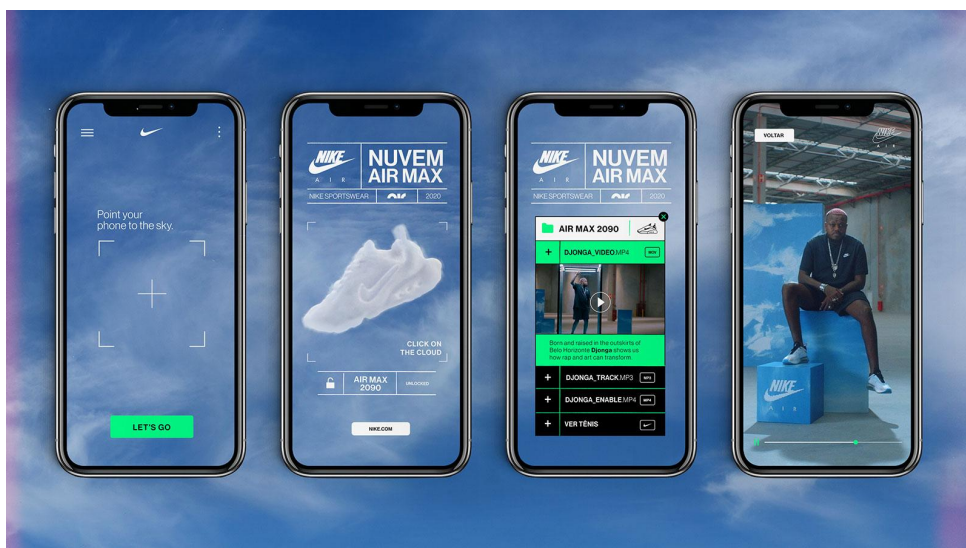 Point your
phone to the sky.
LET'S GO
NIKE
AIR
NUVEM
AIR MAX
NIKE SPORTSWEAR
2020
CLICK ON
THE CLOUD
AIR MAX
2090
UNLOCKED
NIKE.COM
NIKE
AIR
NUVEM
AIR MAX
NIKE SPORTSWEAR
2020
AIR MAX 2090
+ DJONGA_VIDEO.MP4
Born and raised in the outskirts of
Belo Horizonte Djonga shows us
how rap and art can transform.
+ DJONGA_TRACK.MP3 MP3
+ DJONGA_ENABLE.MP4 MP4
+ VER TÊNIS
VOLTAR
NIKE
AIR
NIKE
AIR